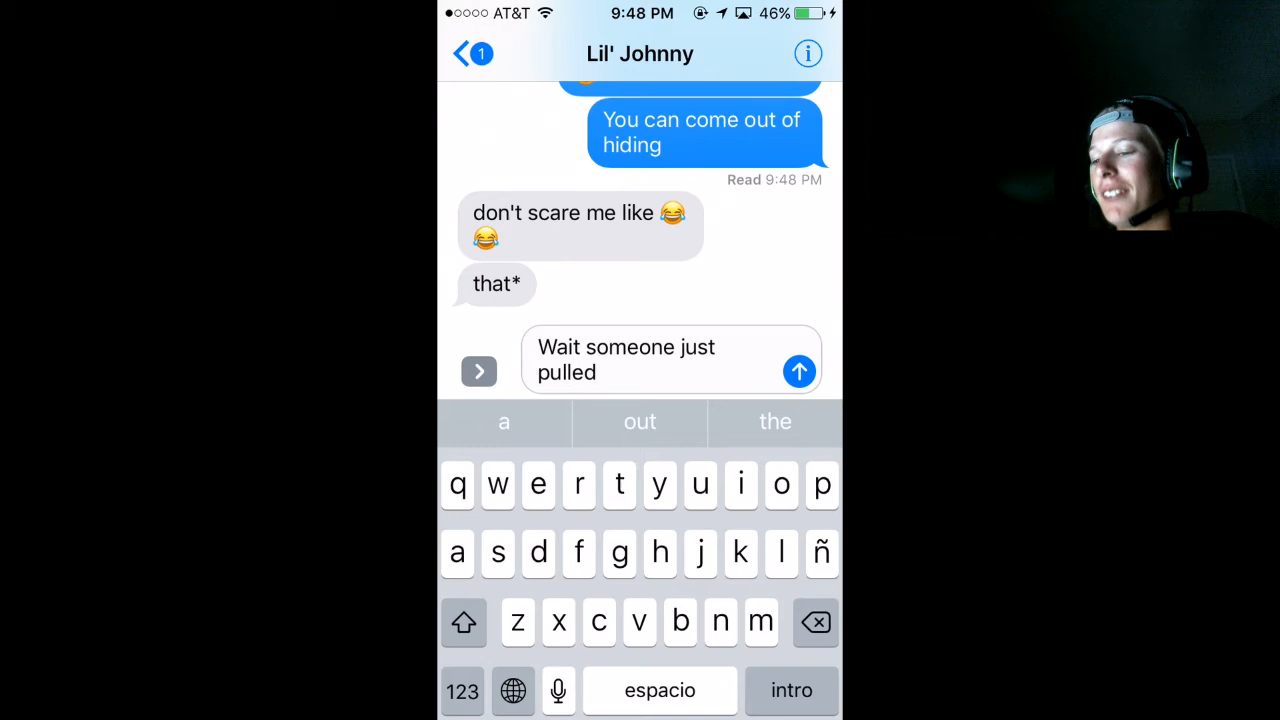 AT&T 9:48 PM 46%
1 Lil' Johnny
You can come out of
hiding
Read 9:48 PM
don't scare me like 😂
😂
that*
Wait someone just
pulled
a out the
q w e r t y u i o p
a s d f g h j k l ñ
z x c v b n m
123 espacio intro